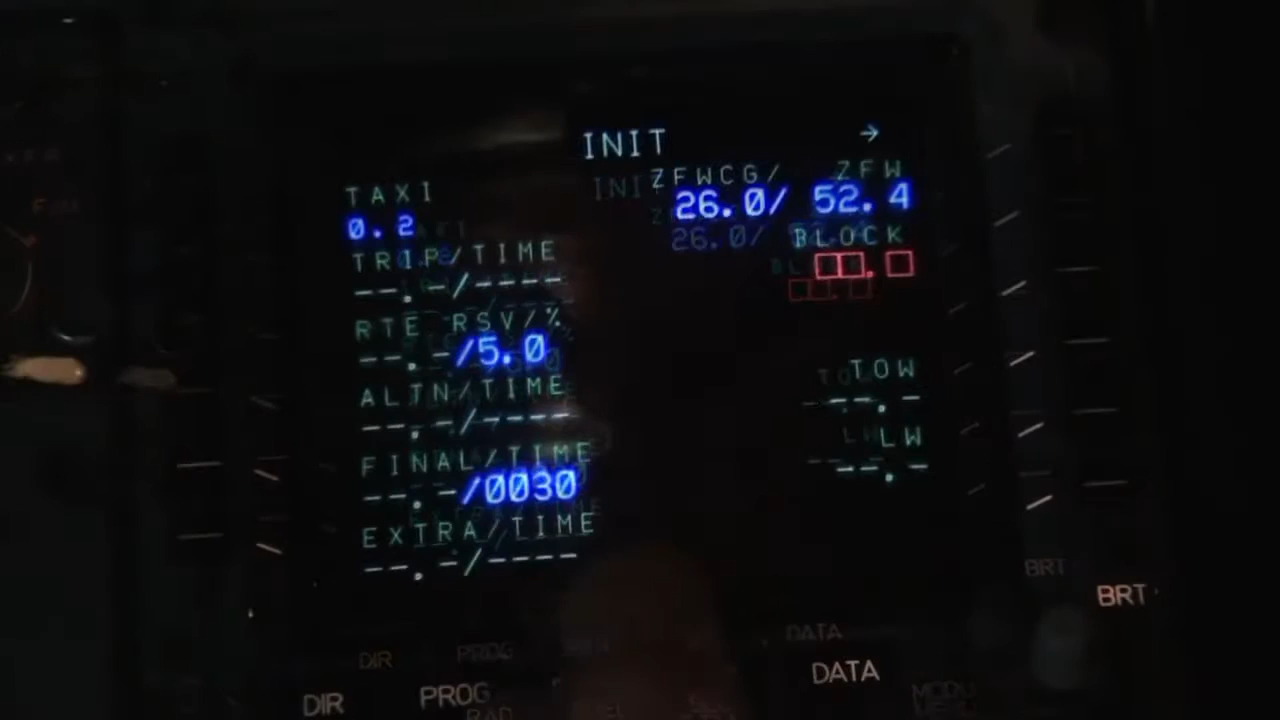 INIT →
TAXI ZFWCG/ ZFW
0.2 26.0/ 52.4
TRIP/TIME BLOCK
--.-/---- □□.□
RTE RSV/%
--.-/5.0
ALTN/TIME TOW
--.-/---- --.-
FINAL/TIME LW
--.-/0030 --.-
EXTRA/TIME
--.-/----
BRT
DIR PROG DATA